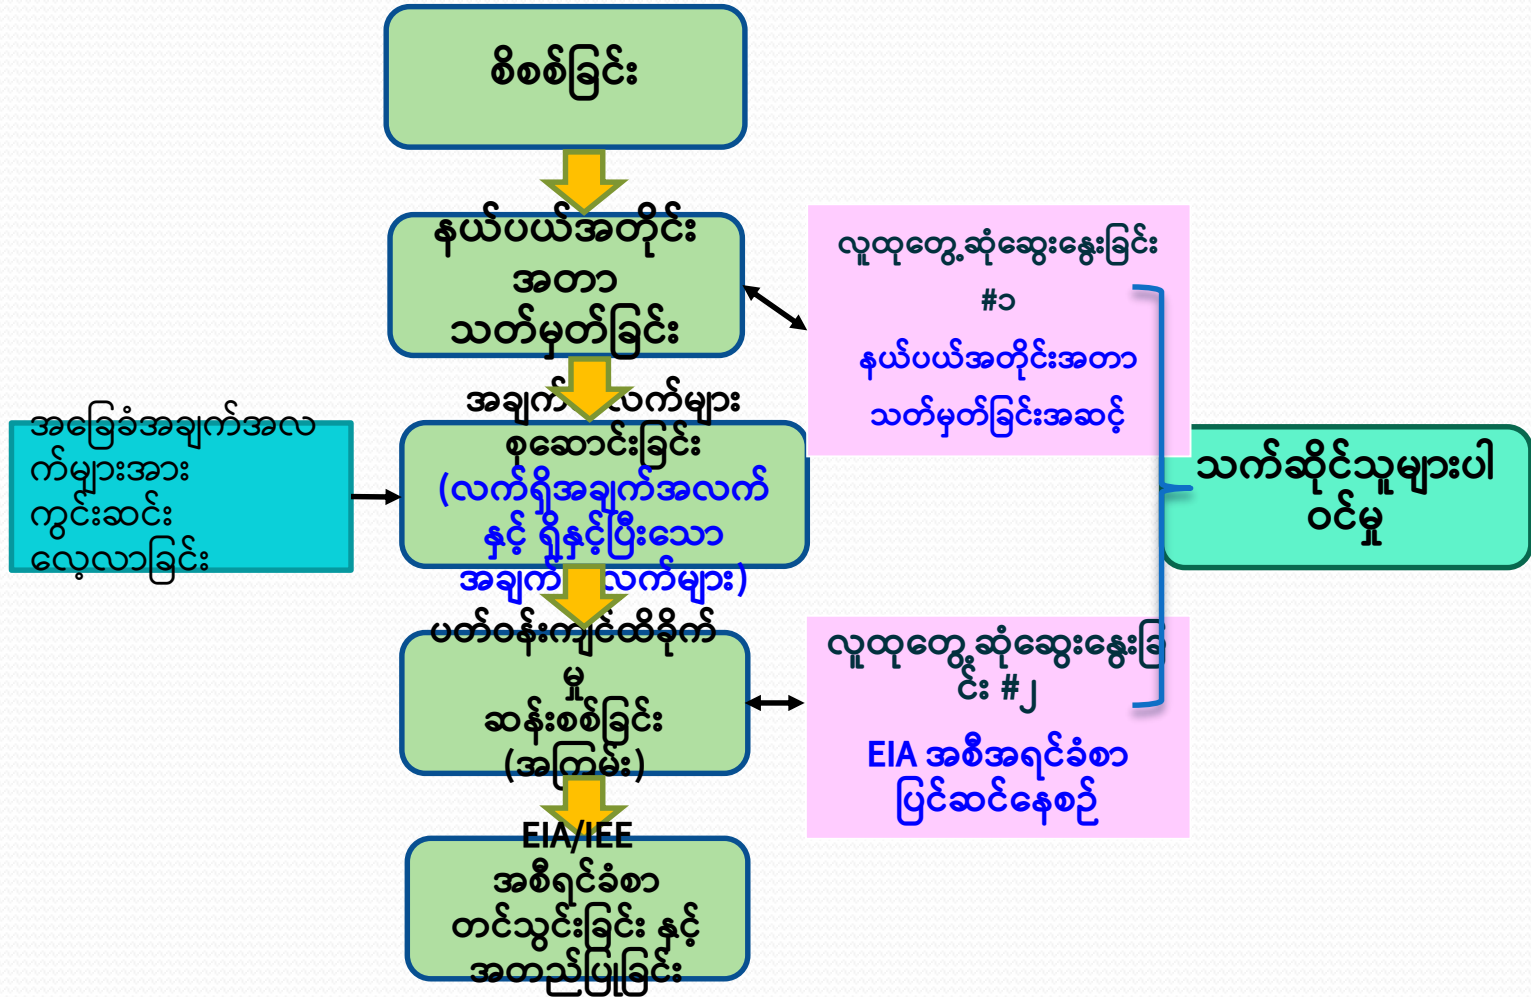 စိစစ်ခြင်း
နယ်ပယ်အတိုင်း
အတာ
သတ်မှတ်ခြင်း
လူထုတွေ့ဆုံဆွေးနွေးခြင်း
#၁
နယ်ပယ်အတိုင်းအတာ
သတ်မှတ်ခြင်းအဆင့်
အခြေခံအချက်အလ
က်များအား
ကွင်းဆင်း
လေ့လာခြင်း
အချက်လက်များ
စုဆောင်းခြင်း
(လက်ရှိအချက်အလက်
နှင့် ရှိနှင့်ပြီးသော
အချက်လက်များ)
သက်ဆိုင်သူများပါ
ဝင်မှု
ပတ်ဝန်းကျင်ထိခိုက်
မှု
ဆန်းစစ်ခြင်း
(အကြမ်း)
လူထုတွေ့ဆုံဆွေးနွေးခြ
င်း #၂
EIA အစီအရင်ခံစာ
ပြင်ဆင်နေစဉ်
EIA/IEE
အစီရင်ခံစာ
တင်သွင်းခြင်း နှင့်
အတည်ပြုခြင်း